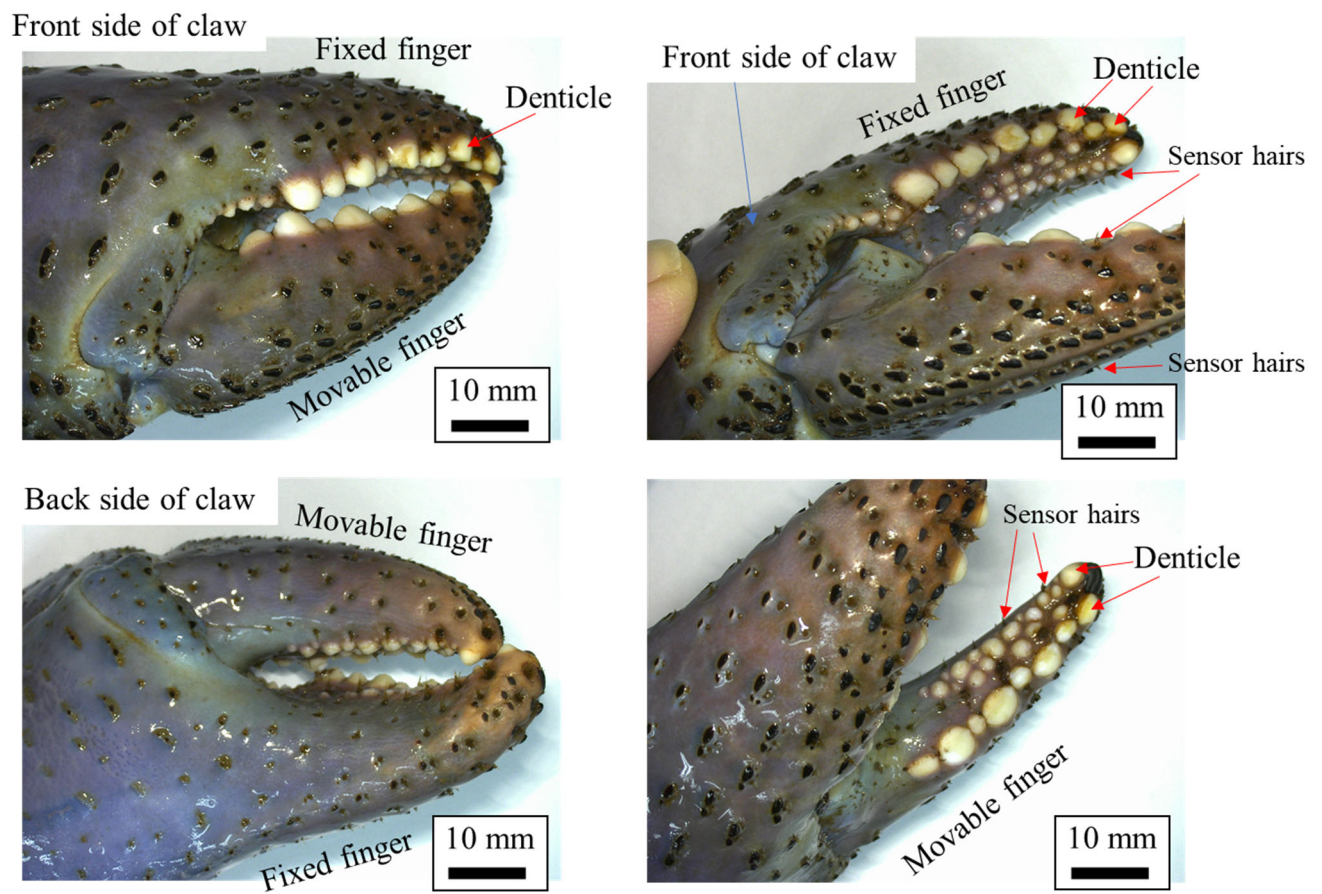 Front side of claw
Fixed finger
Denticle
Movable finger
10 mm
Front side of claw
Fixed finger
Denticle
Sensor hairs
Sensor hairs
10 mm
Back side of claw
Movable finger
Fixed finger
10 mm
Sensor hairs
Denticle
Movable finger
10 mm